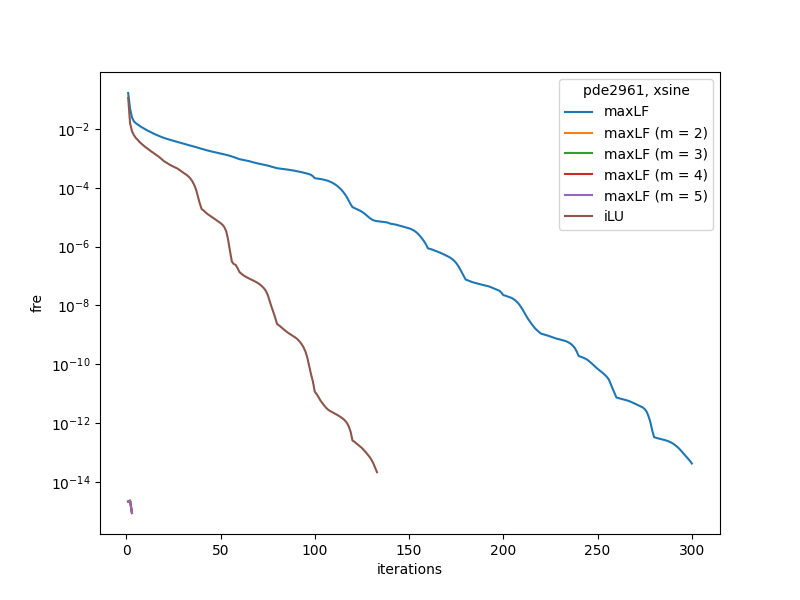 pde2961, xsine
maxLF
maxLF (m = 2)
maxLF (m = 3)
maxLF (m = 4)
maxLF (m = 5)
iLU
fre
10⁻²
10⁻⁴
10⁻⁶
10⁻⁸
10⁻¹⁰
10⁻¹²
10⁻¹⁴
0 50 100 150 200 250 300
iterations